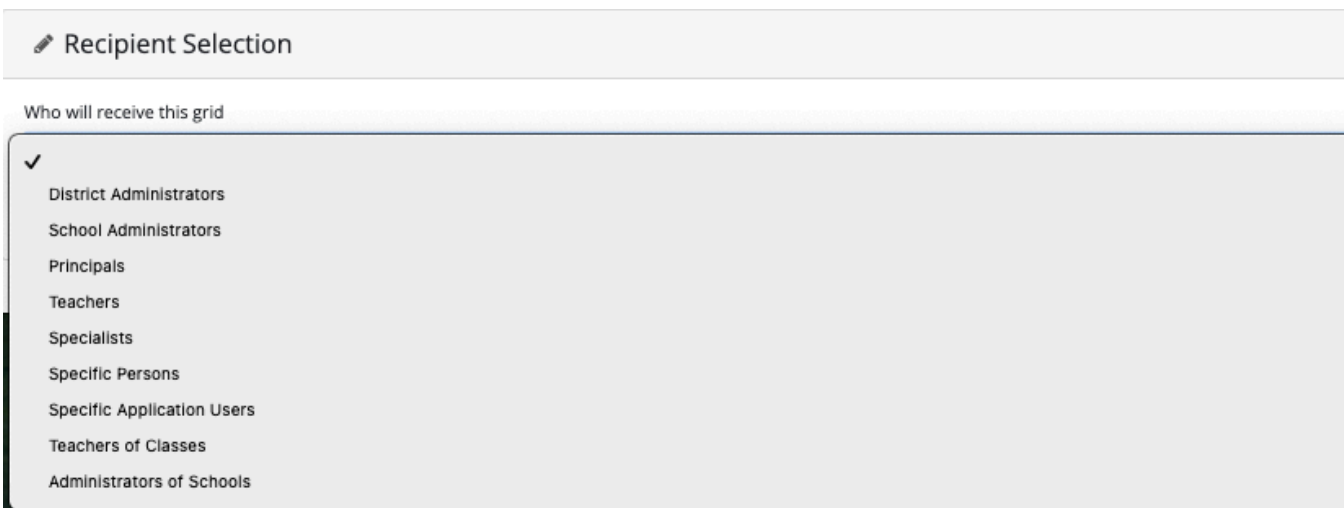 Recipient Selection
Who will receive this grid
District Administrators
School Administrators
Principals
Teachers
Specialists
Specific Persons
Specific Application Users
Teachers of Classes
Administrators of Schools